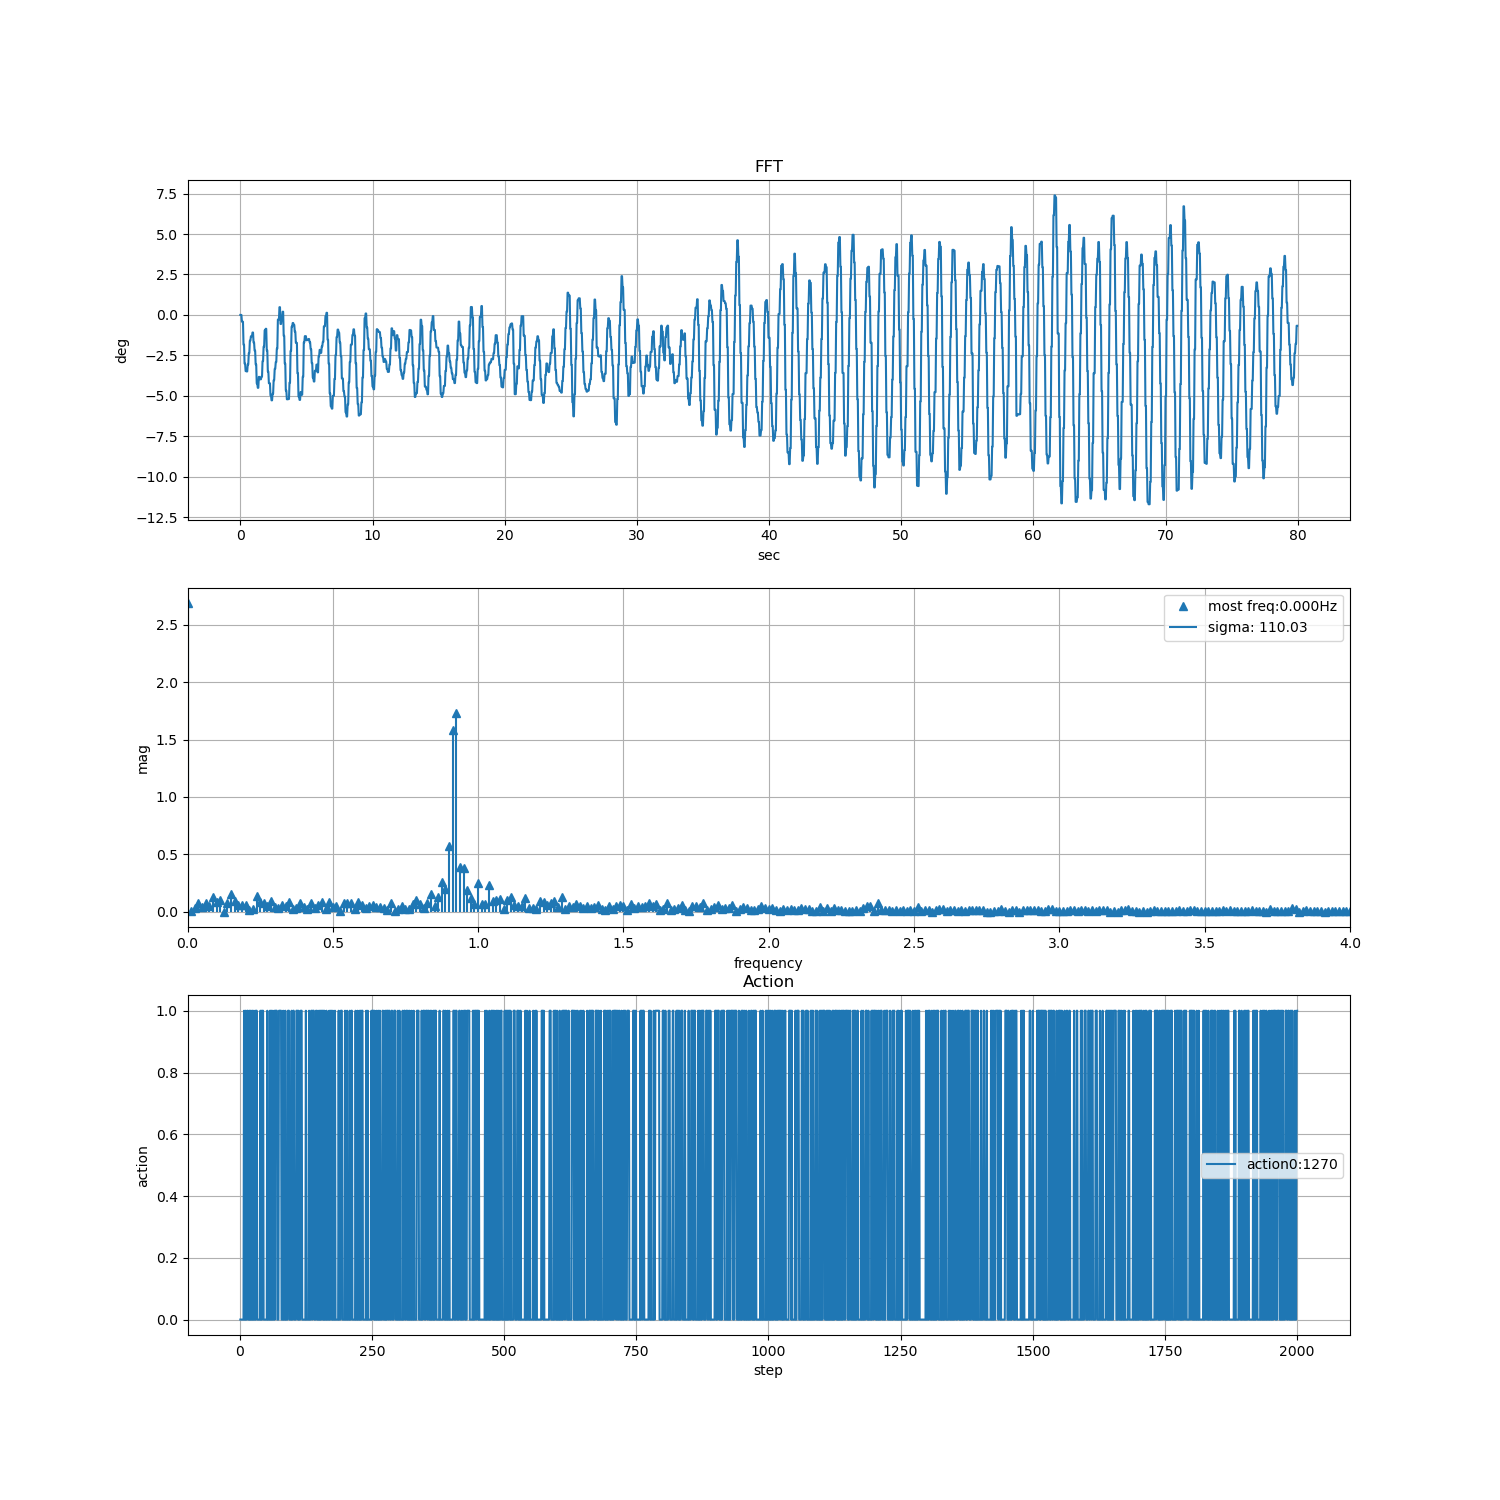 FFT
7.5
5.0
2.5
0.0
−2.5
−5.0
−7.5
−10.0
−12.5
deg
0 10 20 30 40 50 60 70 80
sec
most freq:0.000Hz
sigma: 110.03
2.5
2.0
1.5
1.0
0.5
0.0
mag
0.0 0.5 1.0 1.5 2.0 2.5 3.0 3.5 4.0
frequency
Action
1.0
0.8
0.6
0.4
0.2
0.0
action
action0:1270
0 250 500 750 1000 1250 1500 1750 2000
step